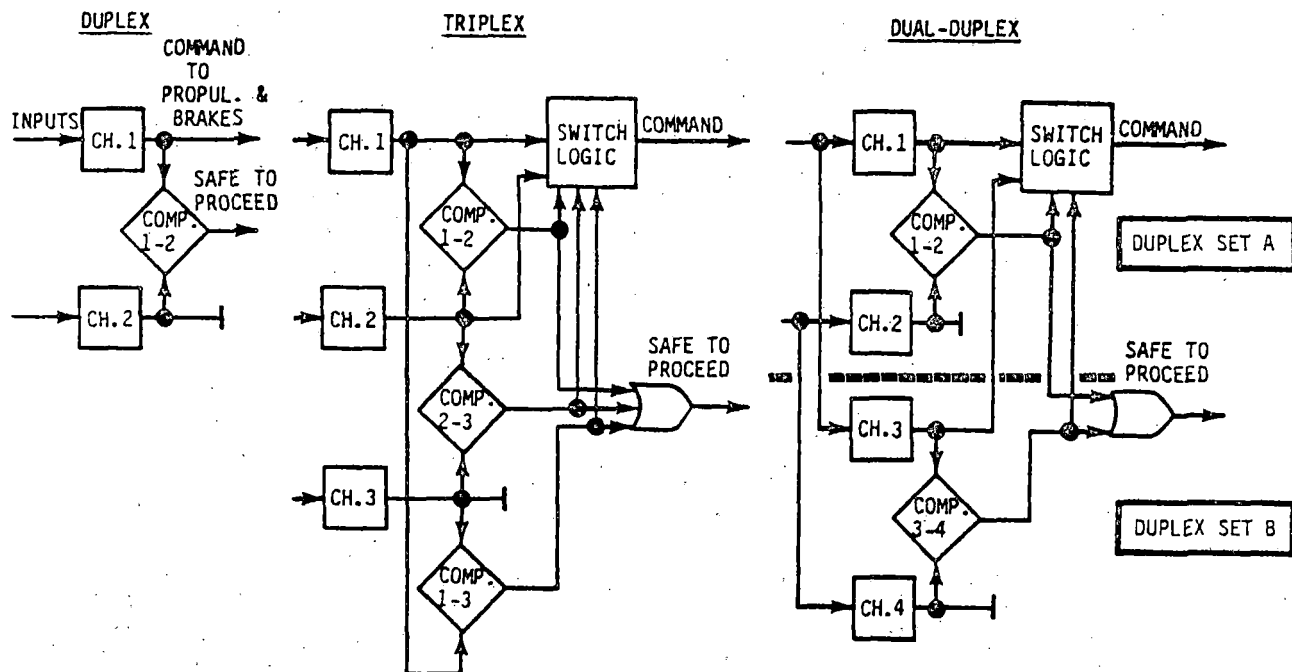 DUPLEX
COMMAND
TO
PROPUL. &
BRAKES
INPUTS
CH.1
SAFE TO
PROCEED
COMP.
1-2
CH.2
TRIPLEX
CH.1
SWITCH
LOGIC
COMMAND
COMP.
1-2
CH.2
SAFE TO
PROCEED
COMP.
2-3
CH.3
COMP.
1-3
DUAL-DUPLEX
CH.1
SWITCH
LOGIC
COMMAND
COMP.
1-2
DUPLEX SET A
CH.2
SAFE TO
PROCEED
CH.3
COMP.
3-4
DUPLEX SET B
CH.4